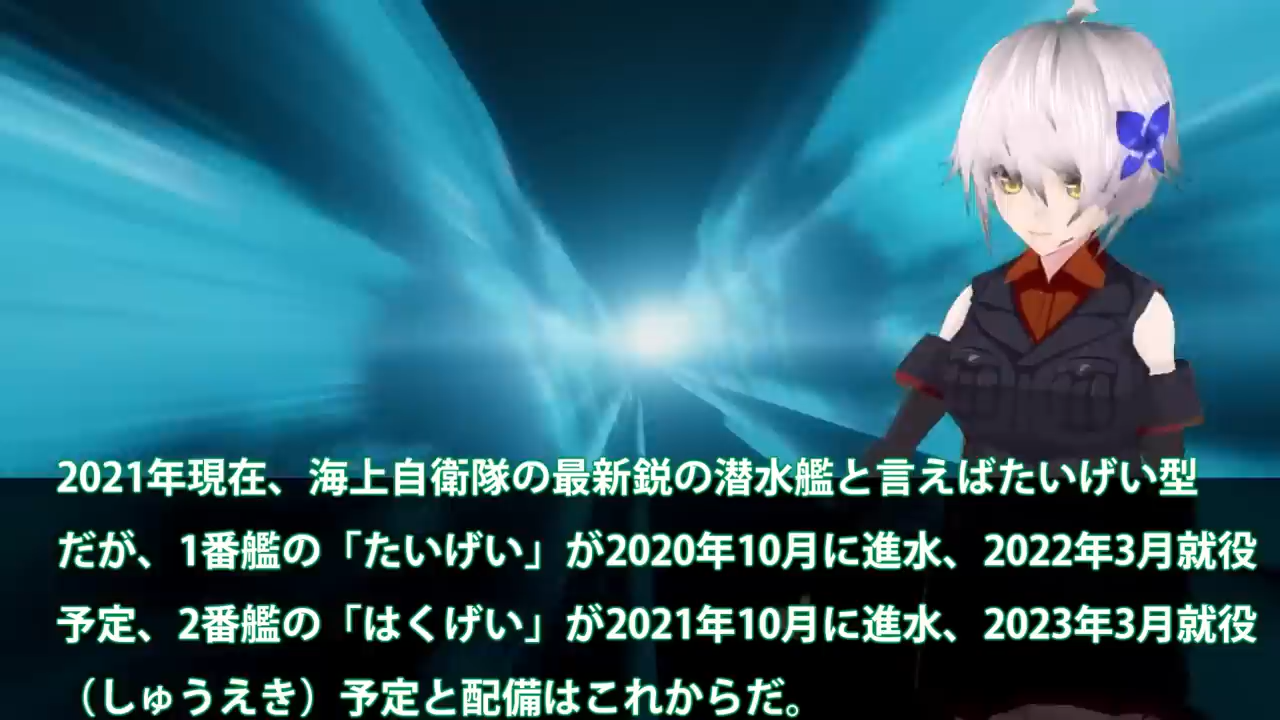 2021年現在、海上自衛隊の最新鋭の潜水艦と言えばたいげい型
だが、1番艦の「たいげい」が2020年10月に進水、2022年3月就役
予定、2番艦の「はくげい」が2021年10月に進水、2023年3月就役
（しゅうえき）予定と配備はこれからだ。